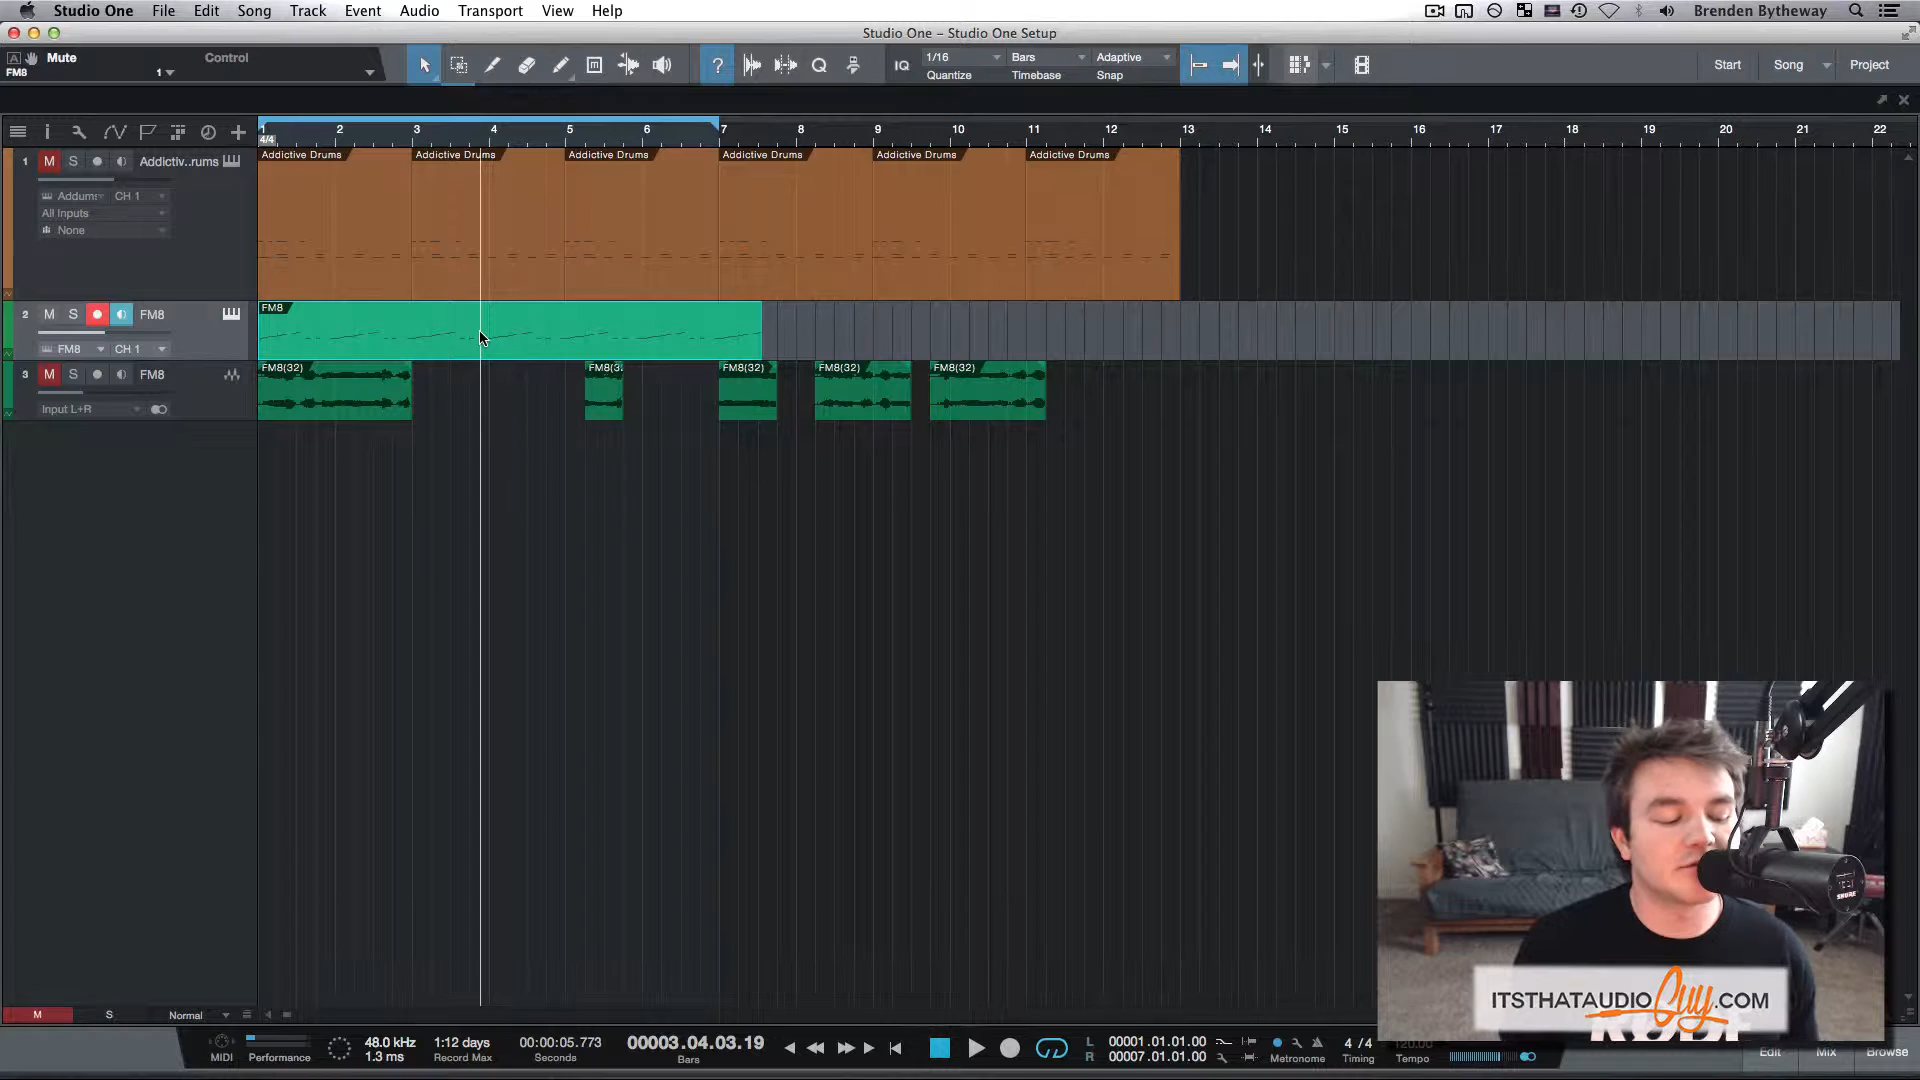 Studio One File Edit Song Track Event Audio Transport View Help Brenden Bytheway
Studio One – Studio One Setup
Mute Control
FM8 1
IQ 1/16 Bars Adaptive Start Song Project
Quantize Timebase Snap
1 2 3 4 5 6 7 8 9 10 11 12 13 14 15 16 17 18 19 20 21 22
4/4
1 M S Addictiv..rums
Addictive Drums Addictive Drums Addictive Drums Addictive Drums Addictive Drums Addictive Drums
CH 1
All Inputs
None
2 M S FM8
FM8
FM8 CH 1
3 M S FM8
FM8(32) FM8(3. FM8(32) FM8(32) FM8(32)
Input L+R
SHURE
ITSTHATAUDIOGuy.COM
M S Normal
MIDI Performance
48.0 kHz 1:12 days 00:00:05.773 00003.04.03.19 L 00001.01.01.00 4 / 4 120.00
1.3 ms Record Max Seconds Bars R 00007.01.01.00 Metronome Timing Tempo
Edit Mix Browse